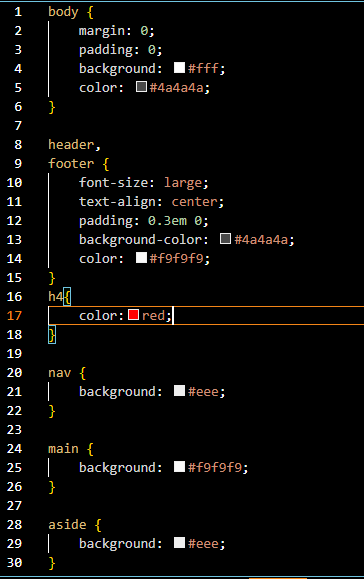 1 body {
2     margin: 0;
3     padding: 0;
4     background: #fff;
5     color: #4a4a4a;
6 }
7
8 header,
9 footer {
10     font-size: large;
11     text-align: center;
12     padding: 0.3em 0;
13     background-color: #4a4a4a;
14     color: #f9f9f9;
15 }
16 h4{
17     color:red;
18 }
19
20 nav {
21     background: #eee;
22 }
23
24 main {
25     background: #f9f9f9;
26 }
27
28 aside {
29     background: #eee;
30 }